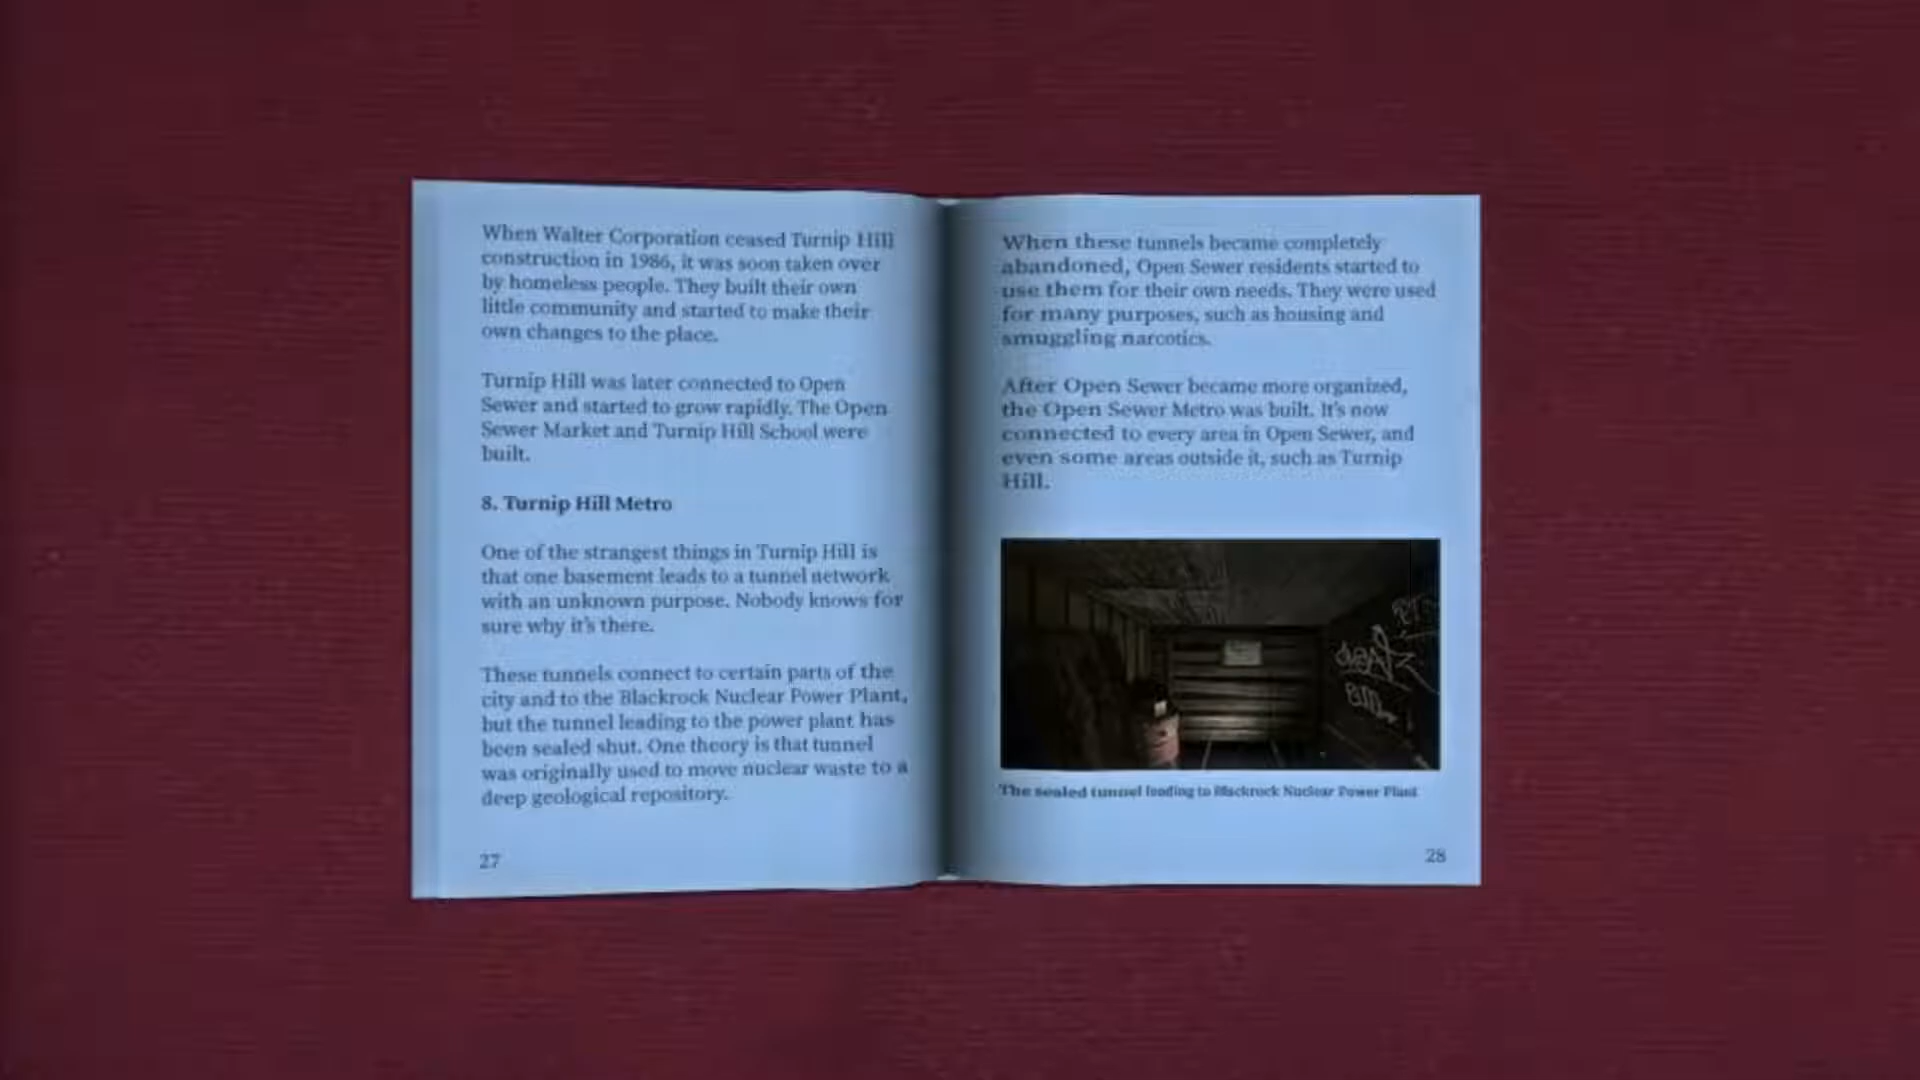 When Walter Corporation ceased Turnip Hill
construction in 1986, it was soon taken over
by homeless people. They built their own
little community and started to make their
own changes to the place.
Turnip Hill was later connected to Open
Sewer and started to grow rapidly. The Open
Sewer Market and Turnip Hill School were
built.
8. Turnip Hill Metro
One of the strangest things in Turnip Hill is
that one basement leads to a tunnel network
with an unknown purpose. Nobody knows for
sure why it's there.
These tunnels connect to certain parts of the
city and to the Blackrock Nuclear Power Plant,
but the tunnel leading to the power plant has
been sealed shut. One theory is that tunnel
was originally used to move nuclear waste to a
deep geological repository.
27
When these tunnels became completely
abandoned, Open Sewer residents started to
use them for their own needs. They were used
for many purposes, such as housing and
smuggling narcotics.
After Open Sewer became more organized,
the Open Sewer Metro was built. It's now
connected to every area in Open Sewer, and
even some areas outside it, such as Turnip
Hill.
The sealed tunnel leading to Blackrock Nuclear Power Plant
28